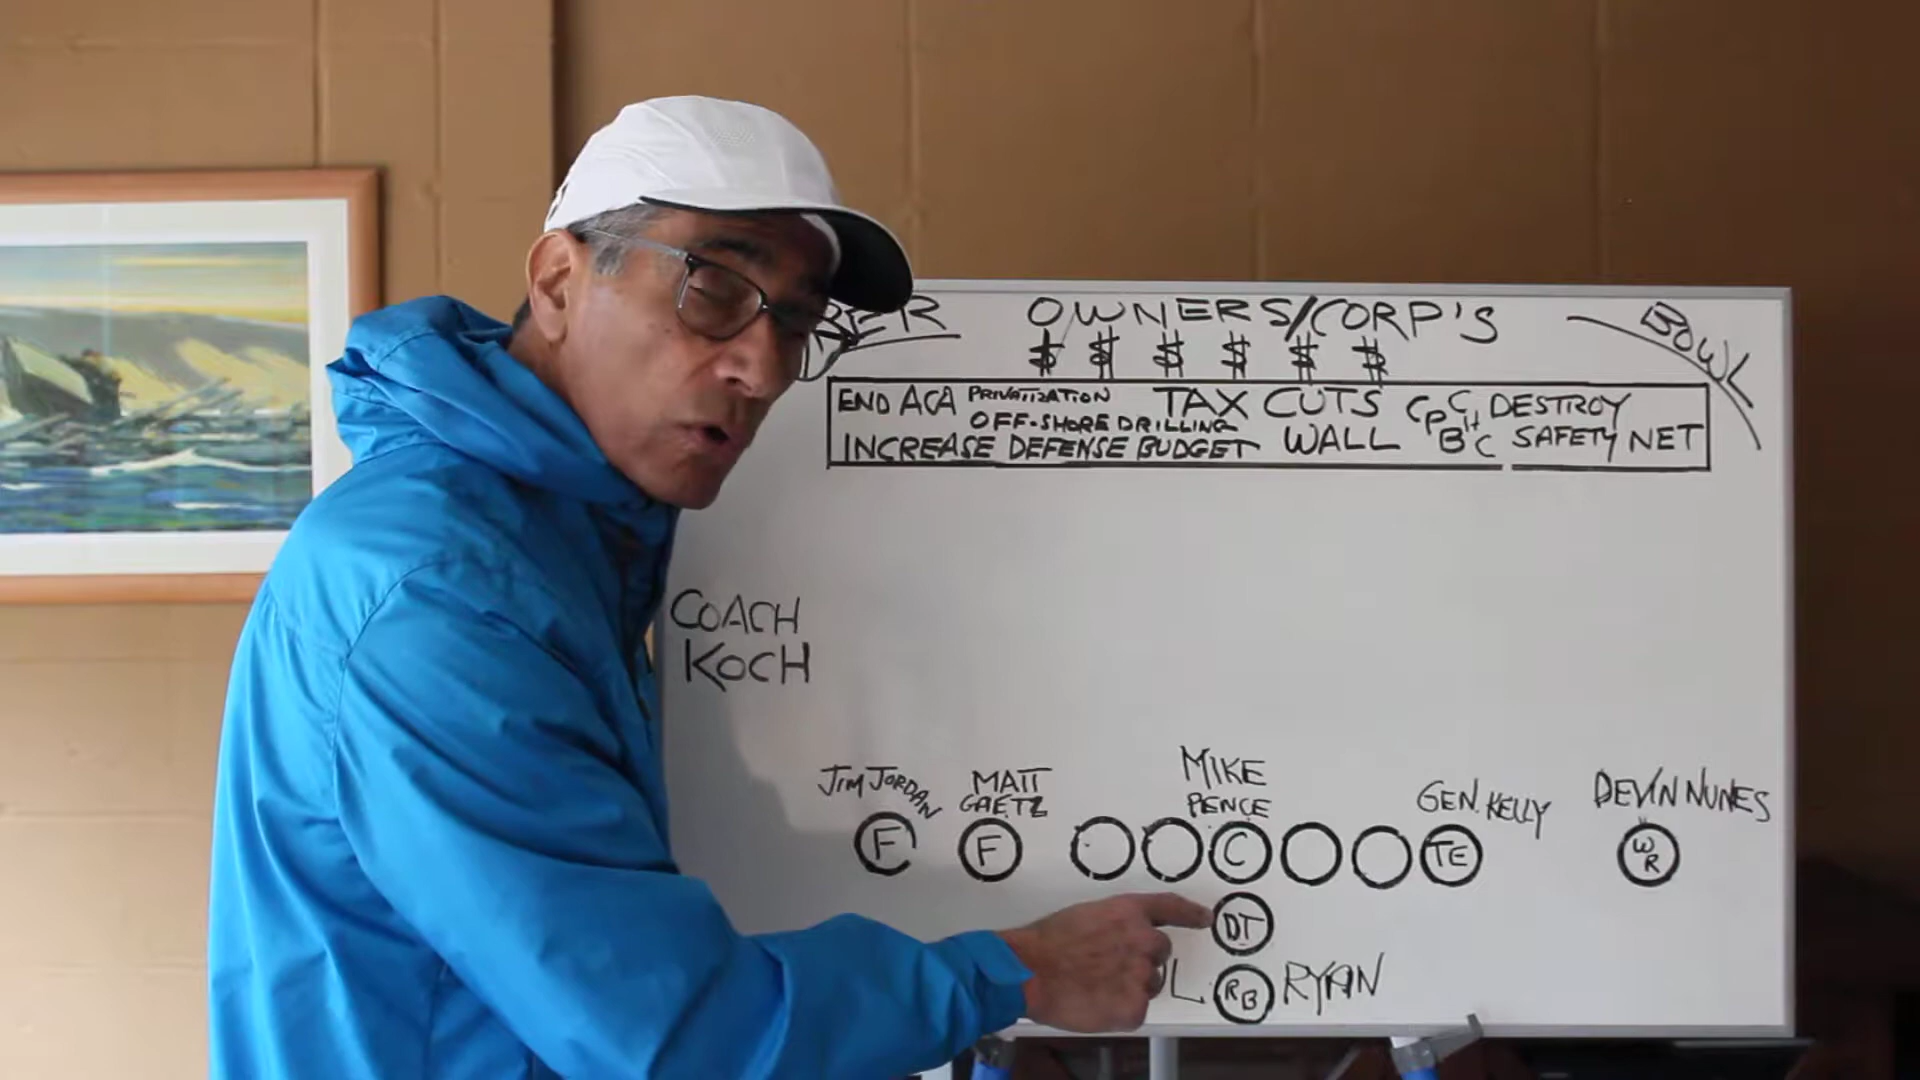 OWNERS/CORP'S
BOWL
$ $ $ $ $ $
END ACA PRIVATIZATION TAX CUTS DESTROY
OFF-SHORE DRILLING
INCREASE DEFENSE BUDGET WALL SAFETY NET
COACH
KOCH
JIM JORDAN
MATT
GAETZ
MIKE
PENCE
GEN. KELLY
DEVIN NUNES
F F C TE WR
DT
L RB RYAN